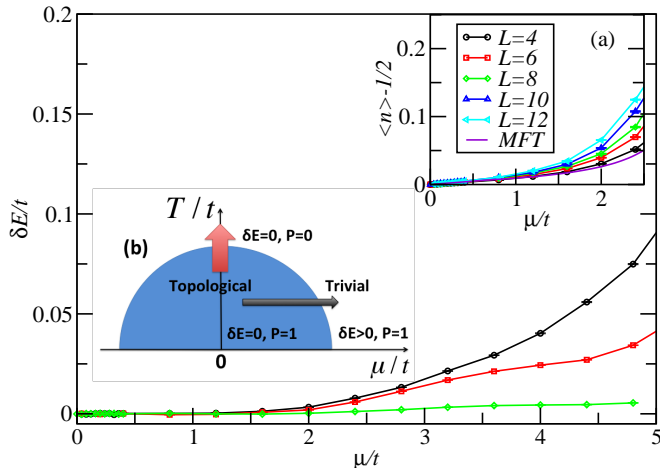 0.2
0.15
0.1
0.05
0
δE/t
0 1 2 3 4 5
μ/t
(a)
0.2
0.1
0
<n>-1/2
0 1 2
μ/t
L=4
L=6
L=8
L=10
L=12
MFT
(b)
T/t
δE=0, P=0
Topological
Trivial
δE=0, P=1
δE>0, P=1
0
μ/t